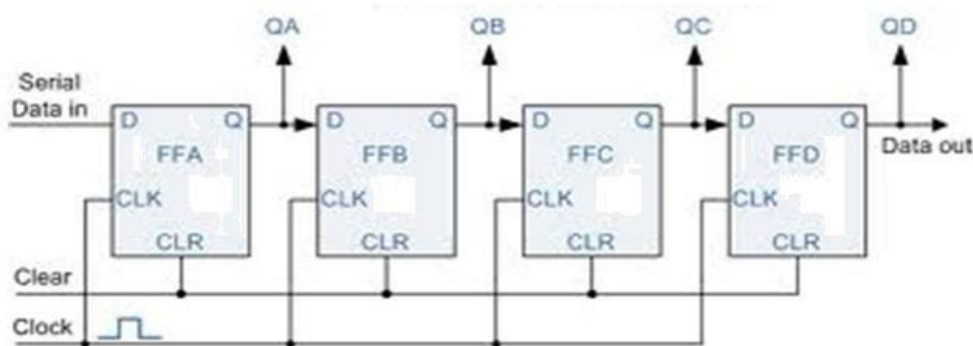 QA QB QC QD
Serial
Data in
D Q D Q D Q D Q
Data out
FFA FFB FFC FFD
CLK CLK CLK CLK
CLR CLR CLR CLR
Clear
Clock